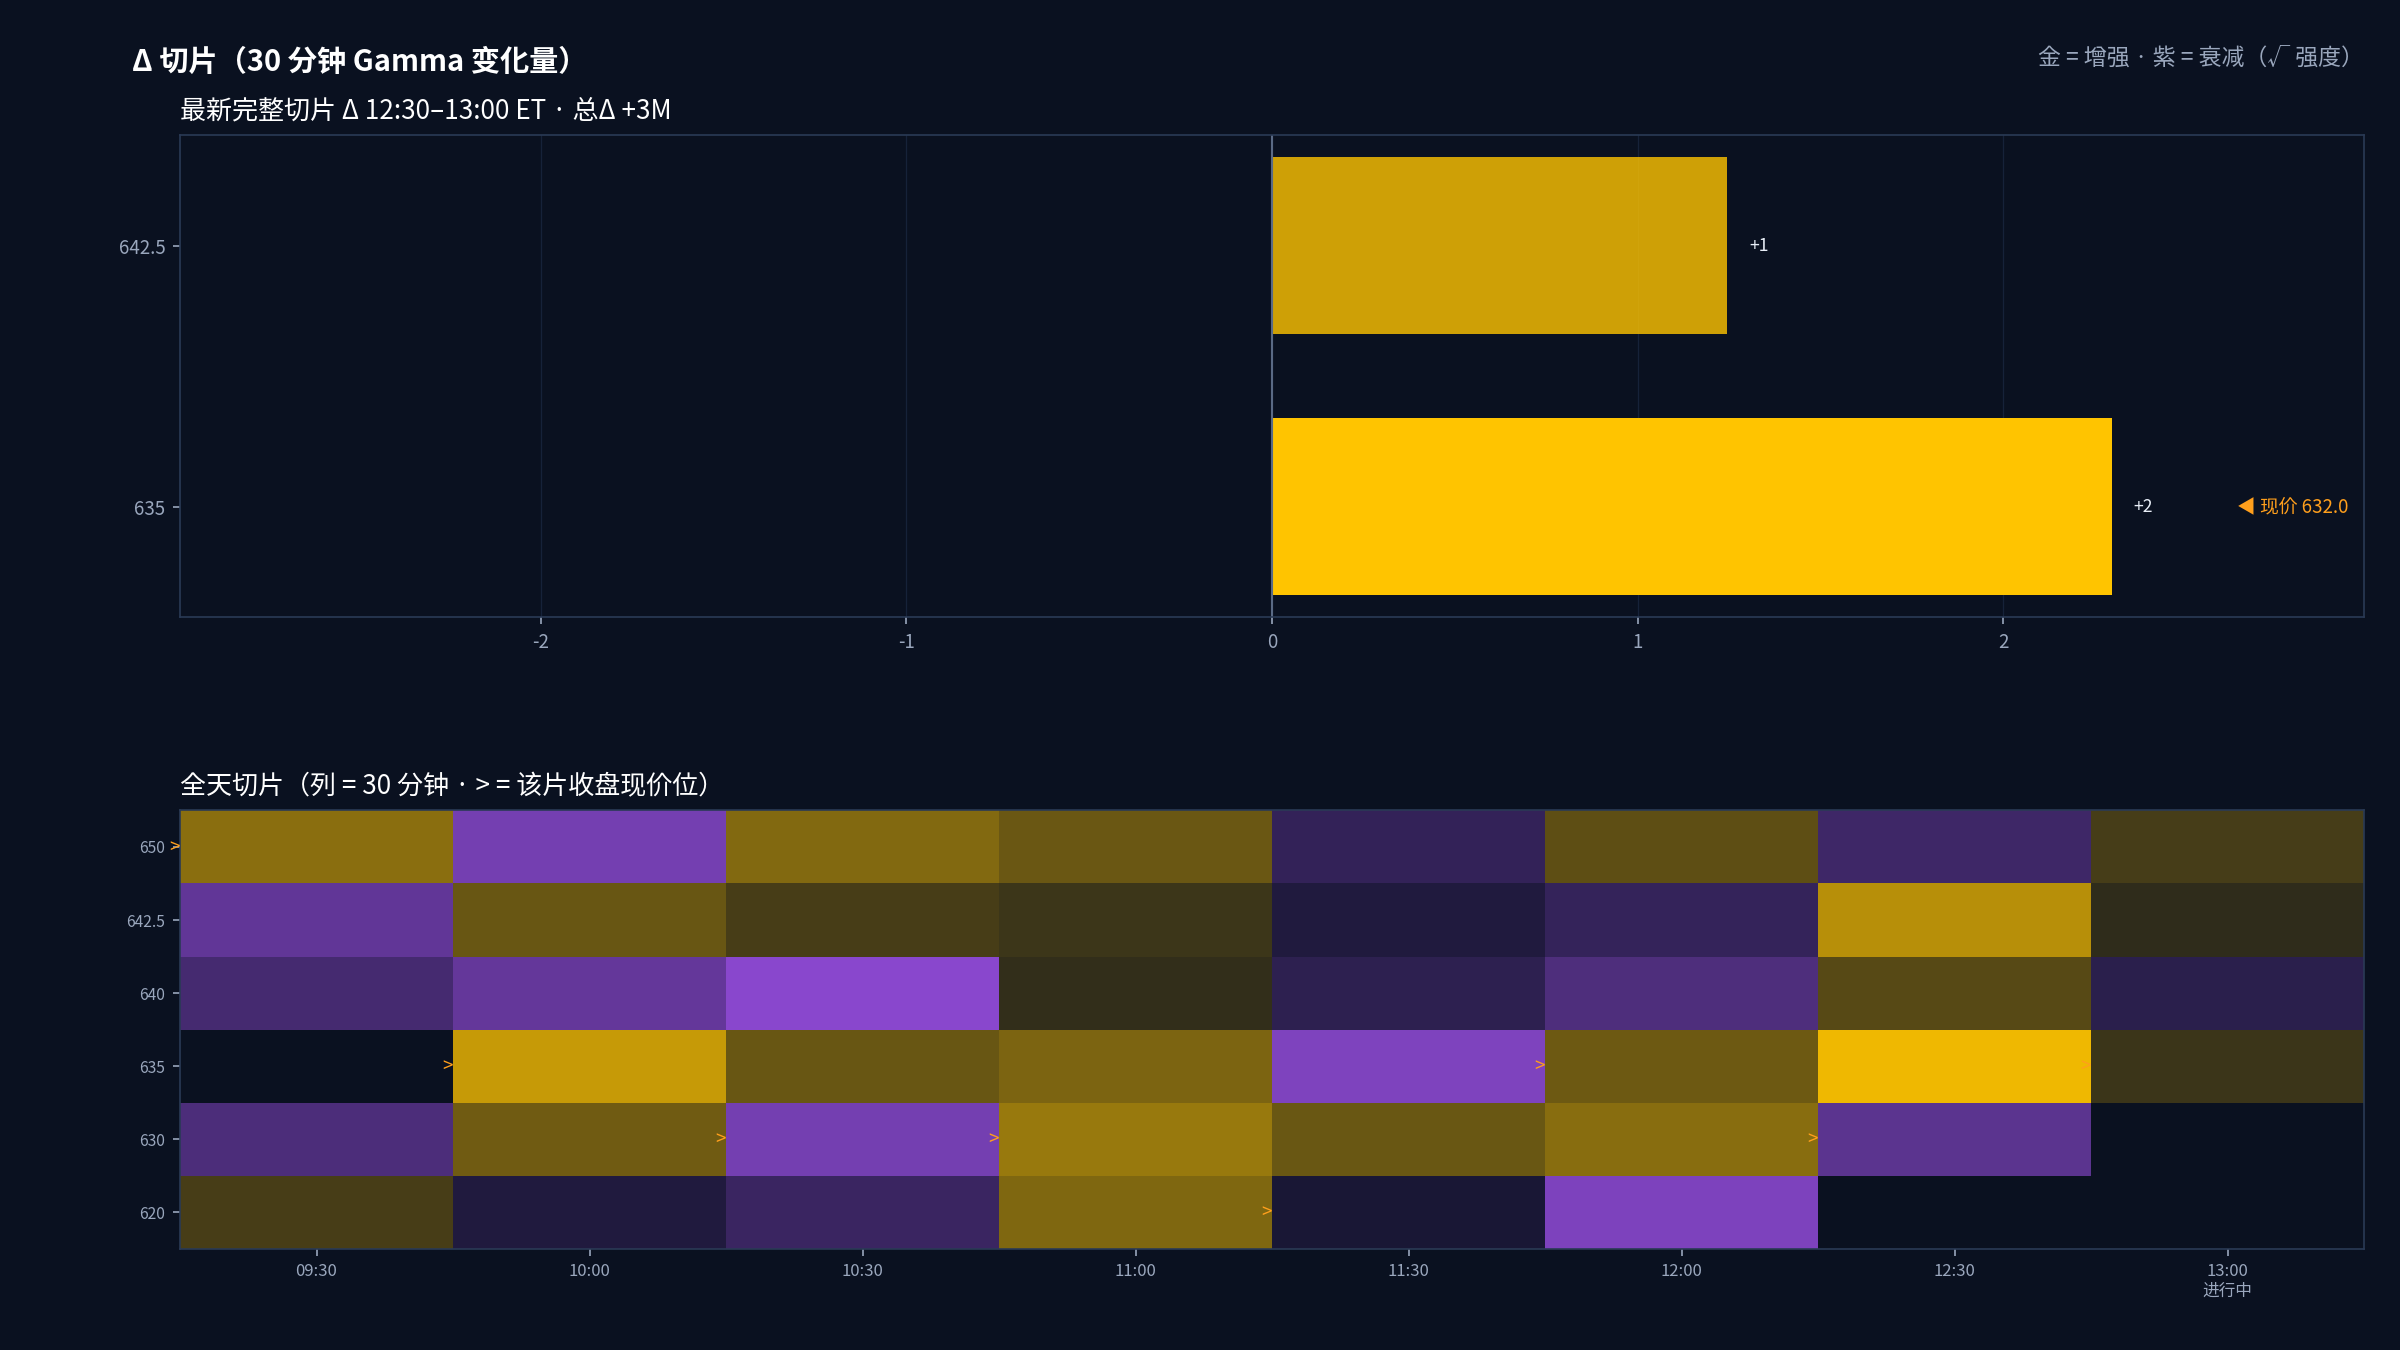 Δ 切片（30 分钟 Gamma 变化量）
金 = 增强 · 紫 = 衰减（√ 强度）
最新完整切片 Δ 12:30–13:00 ET · 总Δ +3M
642.5
+1
635
+2
◀ 现价 632.0
-2 -1 0 1 2
全天切片（列 = 30 分钟 · > = 该片收盘现价位）
650 >
642.5
640
635 > > >
630 > > >
620 >
09:30 10:00 10:30 11:00 11:30 12:00 12:30 13:00
进行中